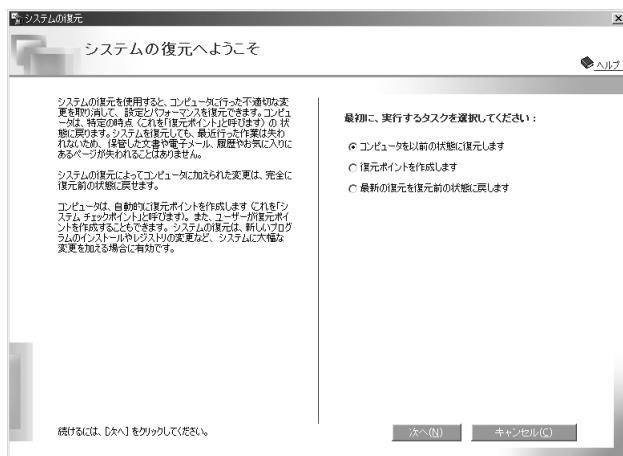 システムの復元
システムの復元へようこそ
ヘルプ
システムの復元を使用すると、コンピュータに行った不適切な変
更を取り消して、設定とパフォーマンスを復元できます。コンピュ
ータは、特定の時点 (これを「復元ポイント」と呼びます) の 状
態に戻ります。システムを復元しても、最近行った作業は失わ
れないため、保管した文書や電子メール、履歴やお気に入りに
あるページが失われることはありません。
システムの復元によってコンピュータに加えられた変更は、完全に
復元前の状態に戻せます。
コンピュータは、自動的に復元ポイントを作成します (これを「シ
ステム チェックポイント」と呼びます)。また、ユーザーが復元ポイ
ントを作成することもできます。システムの復元は、新しいプログ
ラムのインストールやレジストリの変更など、システムに大幅な
変更を加える場合に有効です。
最初に、実行するタスクを選択してください :
コンピュータを以前の状態に復元します
復元ポイントを作成します
最新の復元を復元前の状態に戻します
続けるには、[次へ] をクリックしてください。
次へ(N)
キャンセル(C)